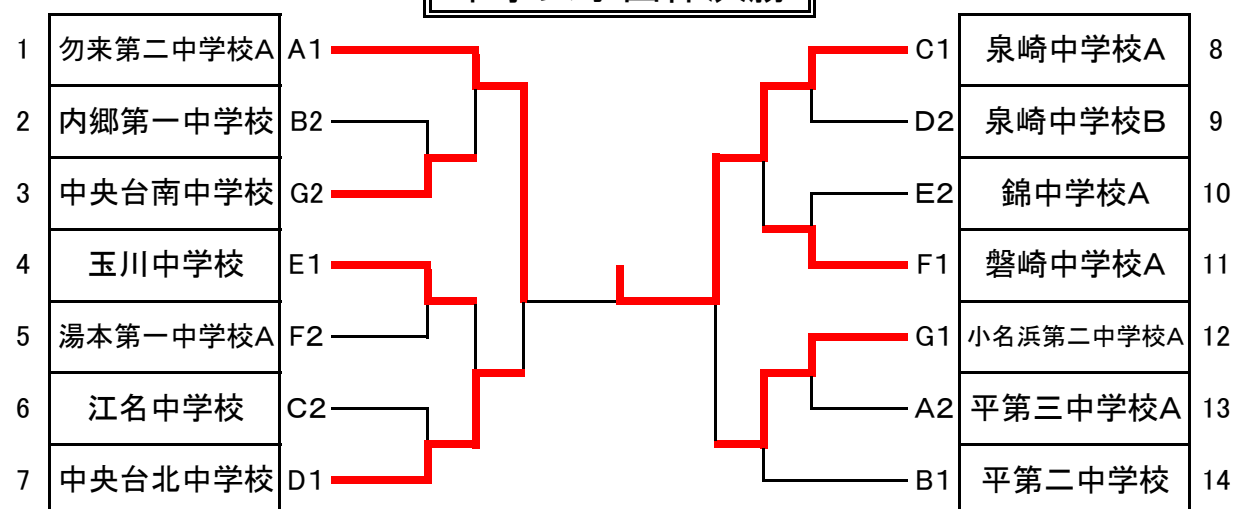 1 勿来第二中学校A A1
2 内郷第一中学校 B2
3 中央台南中学校 G2
4 玉川中学校 E1
5 湯本第一中学校A F2
6 江名中学校 C2
7 中央台北中学校 D1
C1 泉崎中学校A 8
D2 泉崎中学校B 9
E2 錦中学校A 10
F1 磐崎中学校A 11
G1 小名浜第二中学校A 12
A2 平第三中学校A 13
B1 平第二中学校 14